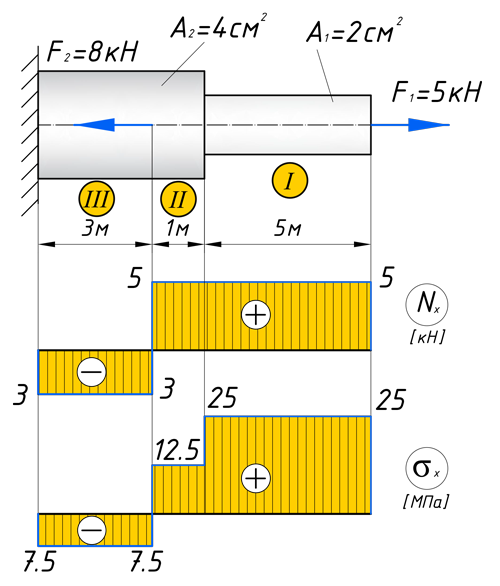 A₂=4см²
F₂=8кН
A₁=2см²
F₁=5кН
III
II
I
3м
1м
5м
5
5
+
Nₓ
[кН]
−
3
3
25
25
12.5
+
σₓ
[МПа]
−
7.5
7.5